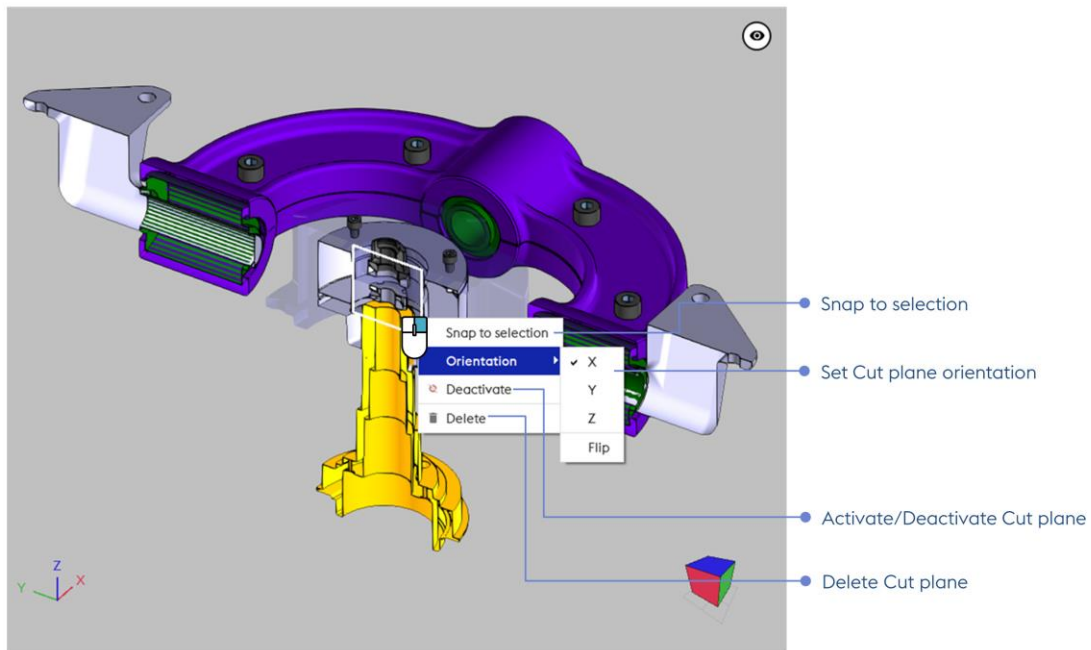 Snap to selection
Snap to selection
Orientation
X
Set Cut plane orientation
Deactivate
Y
Delete
Z
Flip
Activate/Deactivate Cut plane
Delete Cut plane
Z
Y
X